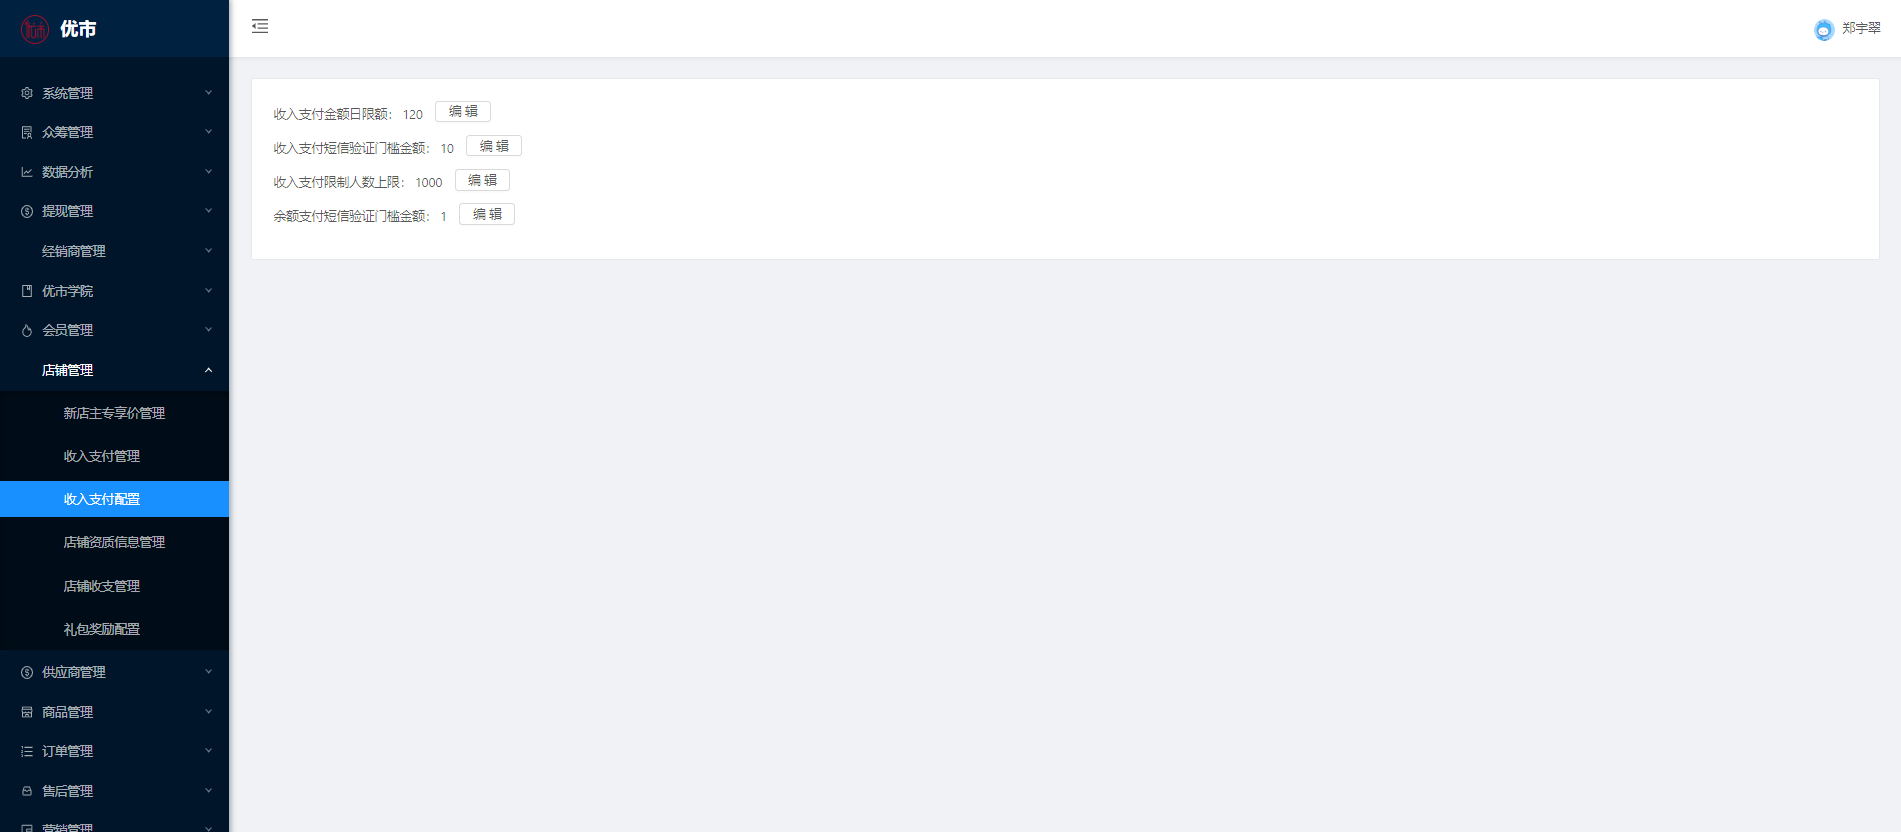 优市
郑宇翠
系统管理
众筹管理
数据分析
提现管理
经销商管理
优市学院
会员管理
店铺管理
新店主专享价管理
收入支付管理
收入支付配置
店铺资质信息管理
店铺收支管理
礼包奖励配置
供应商管理
商品管理
订单管理
售后管理
营销管理
收入支付金额日限额： 120 编 辑
收入支付短信验证门槛金额： 10 编 辑
收入支付限制人数上限： 1000 编 辑
余额支付短信验证门槛金额： 1 编 辑